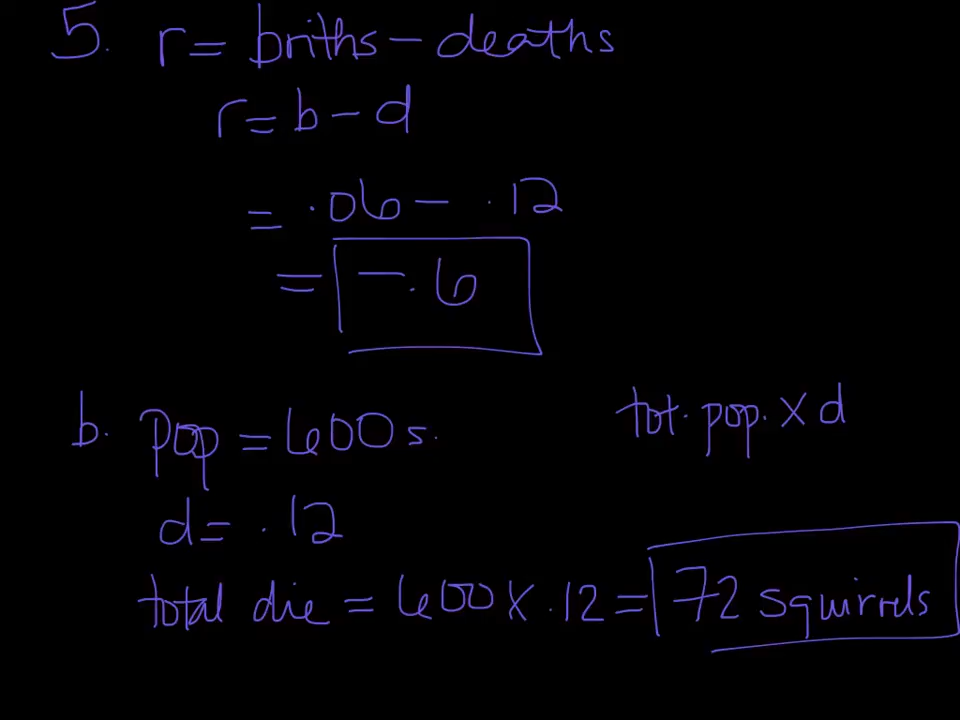 5. r = briths - deaths
r = b - d
= .06 - .12
= -.6
b. Pop = 600 s. tot. pop. x d
d = .12
total die = 600 x .12 = 72 squirrels